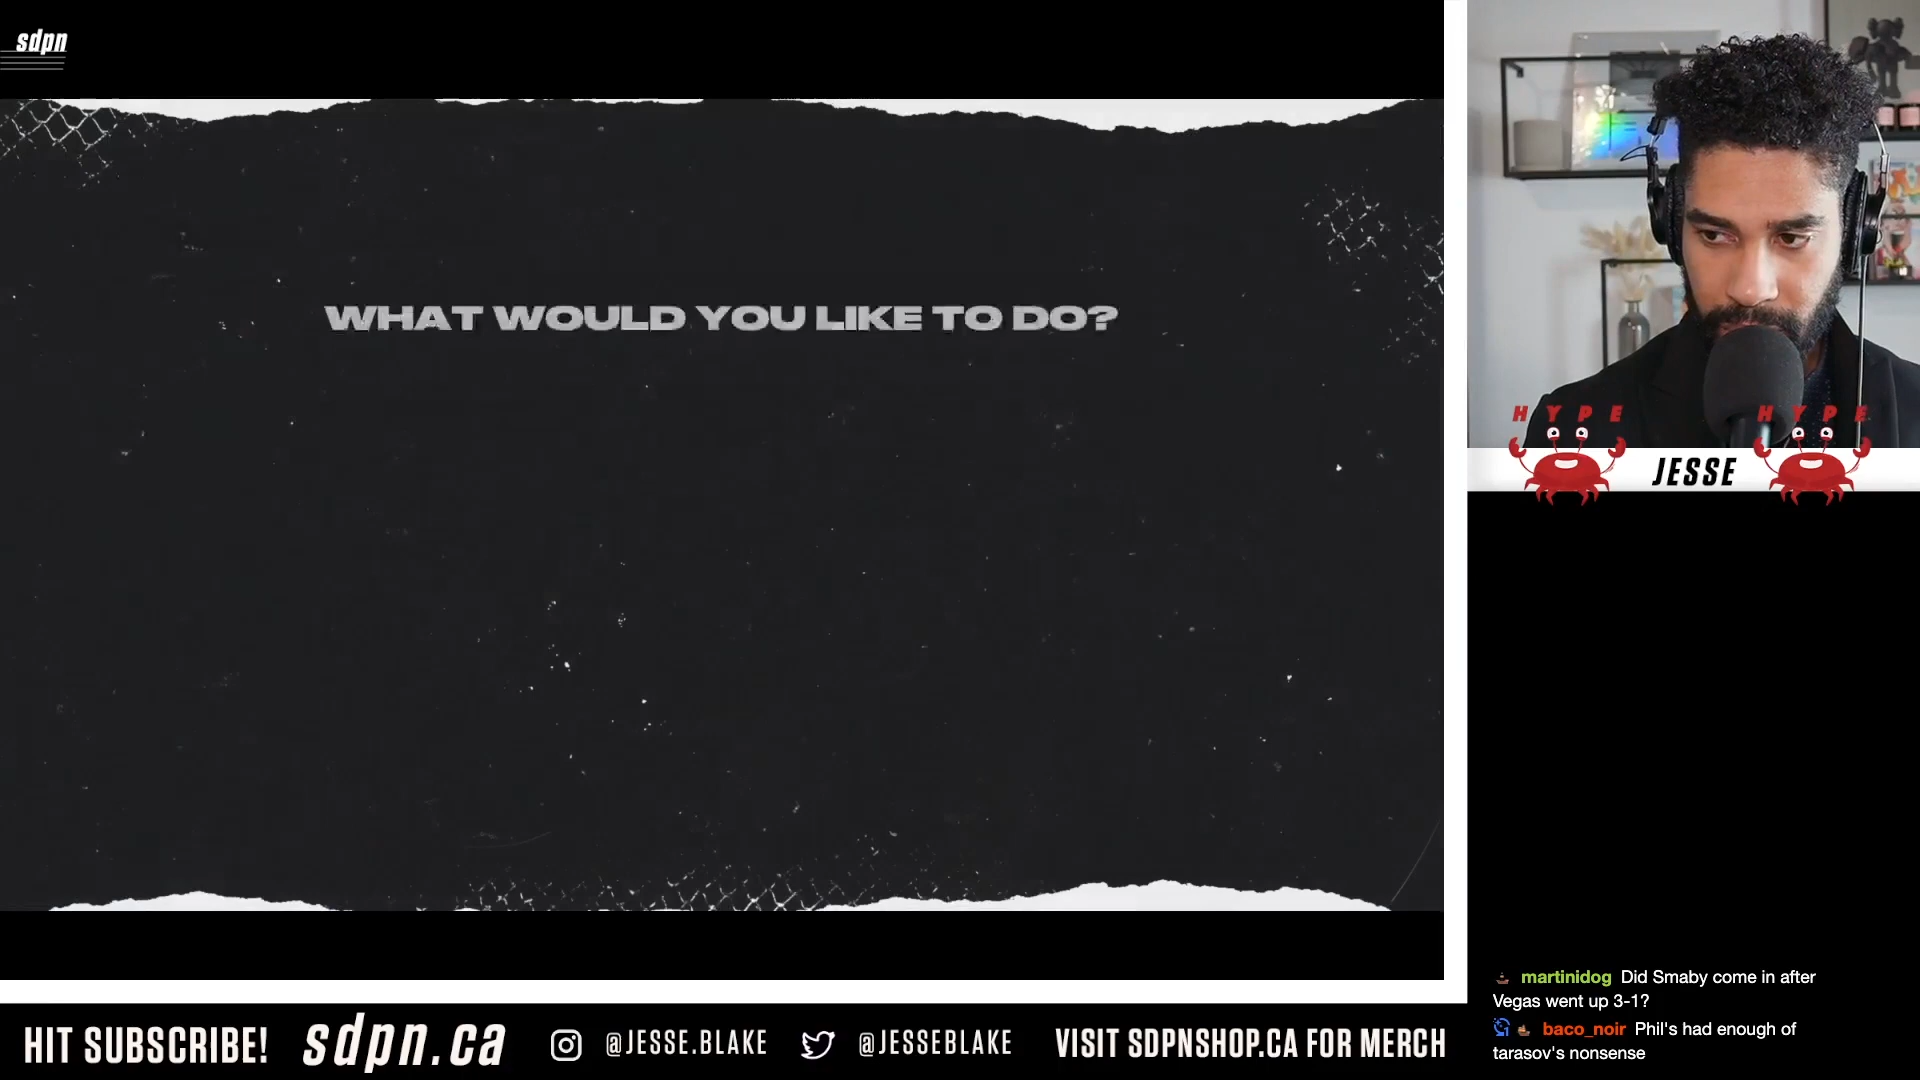 sdpn
WHAT WOULD YOU LIKE TO DO?
HYPE HYPE
JESSE
martinidog Did Smaby come in after
Vegas went up 3-1?
baco_noir Phil's had enough of
tarasov's nonsense
HIT SUBSCRIBE! sdpn.ca @JESSE.BLAKE @JESSEBLAKE VISIT SDPNSHOP.CA FOR MERCH